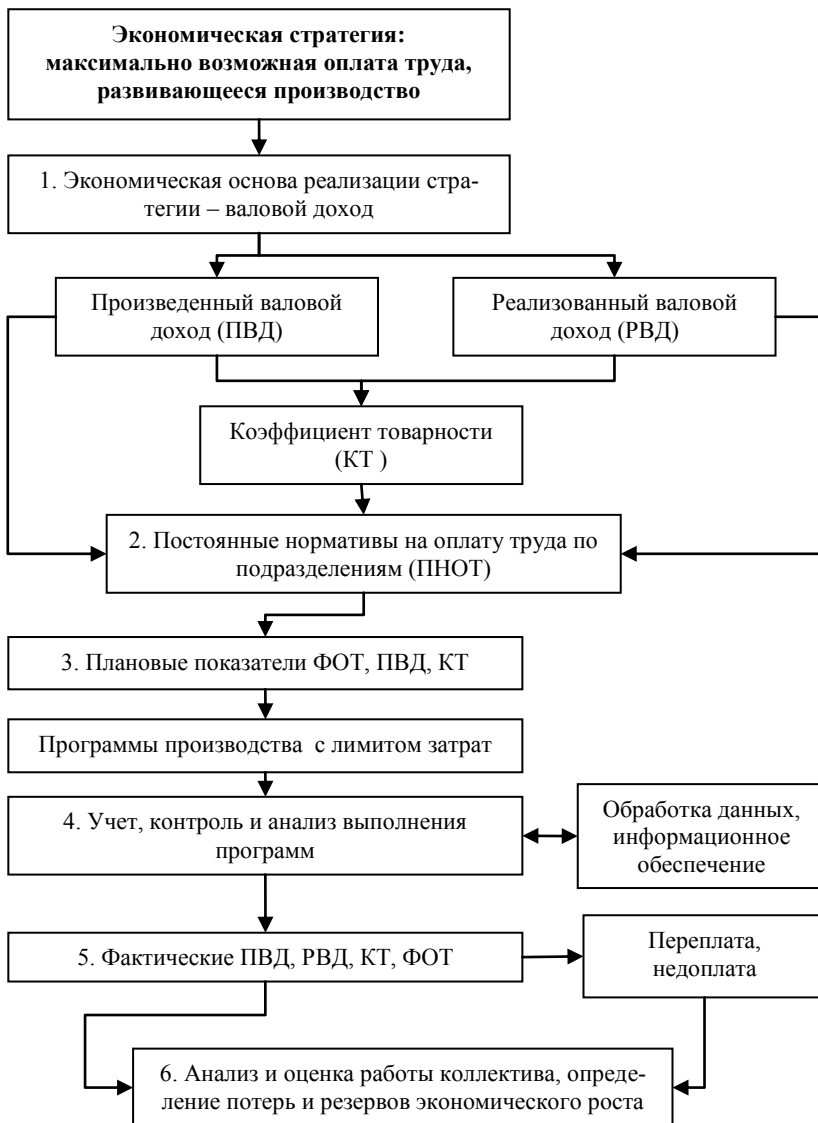 Экономическая стратегия:
максимально возможная оплата труда,
развивающееся производство
1. Экономическая основа реализации стра-
тегии – валовой доход
Произведенный валовой
доход (ПВД)
Реализованный валовой
доход (РВД)
Коэффициент товарности
(КТ )
2. Постоянные нормативы на оплату труда по
подразделениям (ПНОТ)
3. Плановые показатели ФОТ, ПВД, КТ
Программы производства с лимитом затрат
4. Учет, контроль и анализ выполнения
программ
Обработка данных,
информационное
обеспечение
5. Фактические ПВД, РВД, КТ, ФОТ
Переплата,
недоплата
6. Анализ и оценка работы коллектива, опреде-
ление потерь и резервов экономического роста